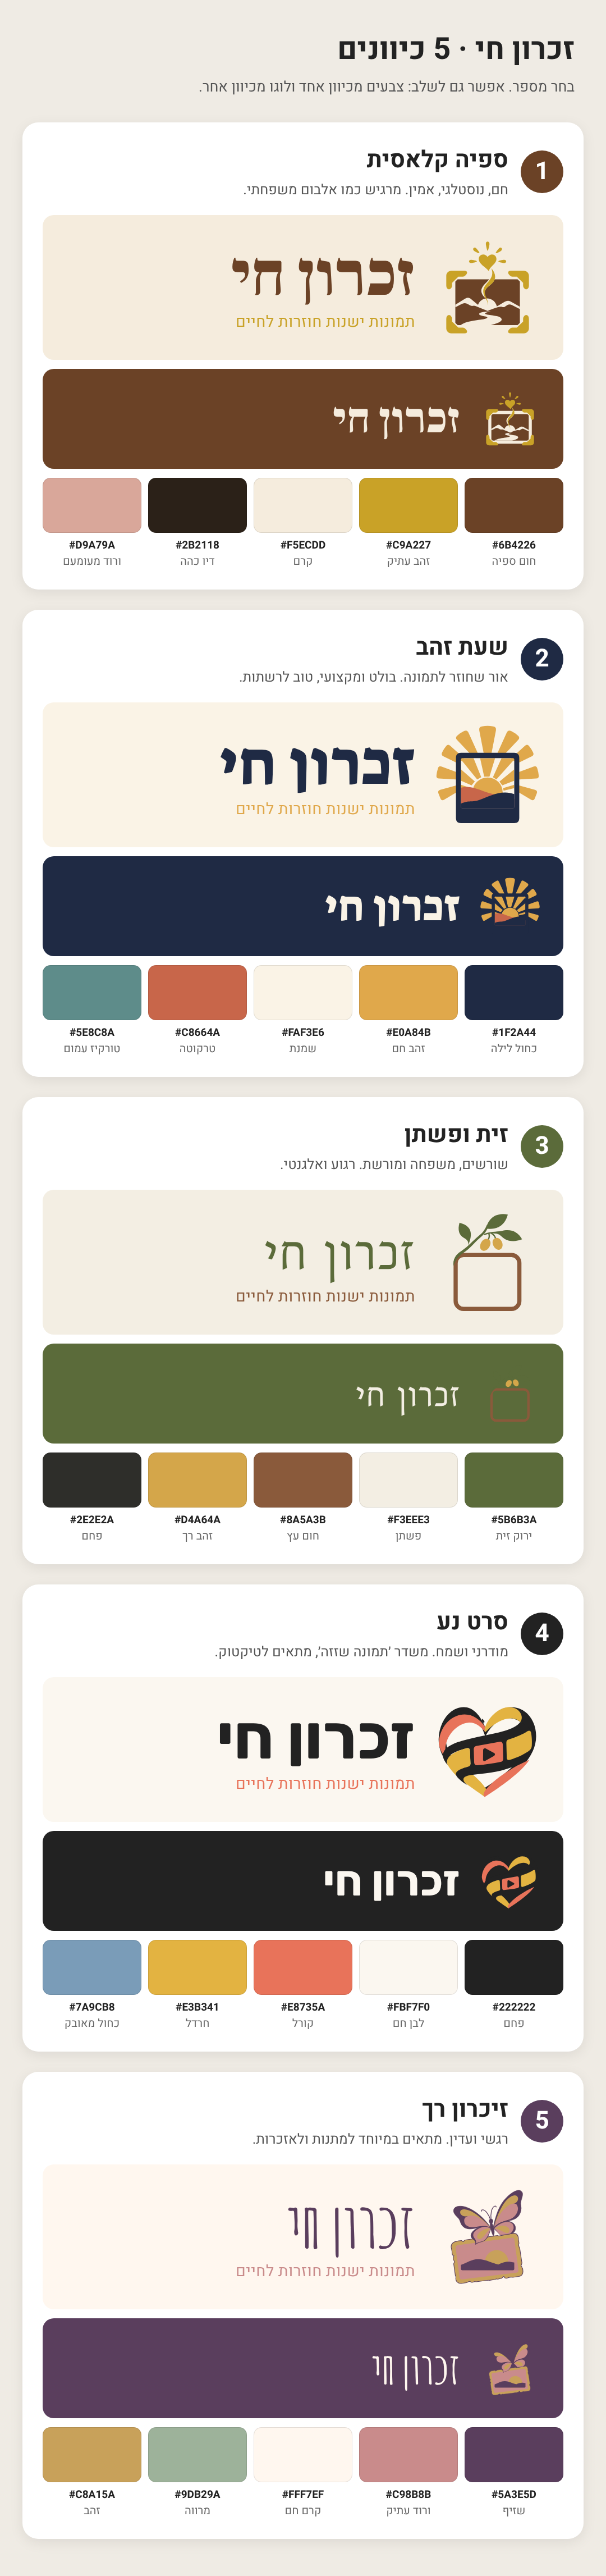 זכרון חי · 5 כיוונים
בחר מספר. אפשר גם לשלב: צבעים מכיוון אחד ולוגו מכיוון אחר.
1
ספיה קלאסית
חם, נוסטלגי, אמין. מרגיש כמו אלבום משפחתי.
זכרון חי
תמונות ישנות חוזרות לחיים
זכרון חי
#6B4226
חום ספיה
#C9A227
זהב עתיק
#F5ECDD
קרם
#2B2118
דיו כהה
#D9A79A
ורוד מעומעם
2
שעת זהב
אור שחוזר לתמונה. בולט ומקצועי, טוב לרשתות.
זכרון חי
תמונות ישנות חוזרות לחיים
זכרון חי
#1F2A44
כחול לילה
#E0A84B
זהב חם
#FAF3E6
שמנת
#C8664A
טרקוטה
#5E8C8A
טורקיז עמום
3
זית ופשתן
שורשים, משפחה ומורשת. רגוע ואלגנטי.
זכרון חי
תמונות ישנות חוזרות לחיים
זכרון חי
#5B6B3A
ירוק זית
#F3EEE3
פשתן
#8A5A3B
חום עץ
#D4A64A
זהב רך
#2E2E2A
פחם
4
סרט נע
מודרני ושמח. משדר 'תמונה שזזה', מתאים לטיקטוק.
זכרון חי
תמונות ישנות חוזרות לחיים
זכרון חי
#222222
פחם
#FBF7F0
לבן חם
#E8735A
קורל
#E3B341
חרדל
#7A9CB8
כחול מאובק
5
זיכרון רך
רגשי ועדין. מתאים במיוחד למתנות ולאזכרות.
זכרון חי
תמונות ישנות חוזרות לחיים
זכרון חי
#5A3E5D
שזיף
#C98B8B
ורוד עתיק
#FFF7EF
קרם חם
#9DB29A
מרווה
#C8A15A
זהב